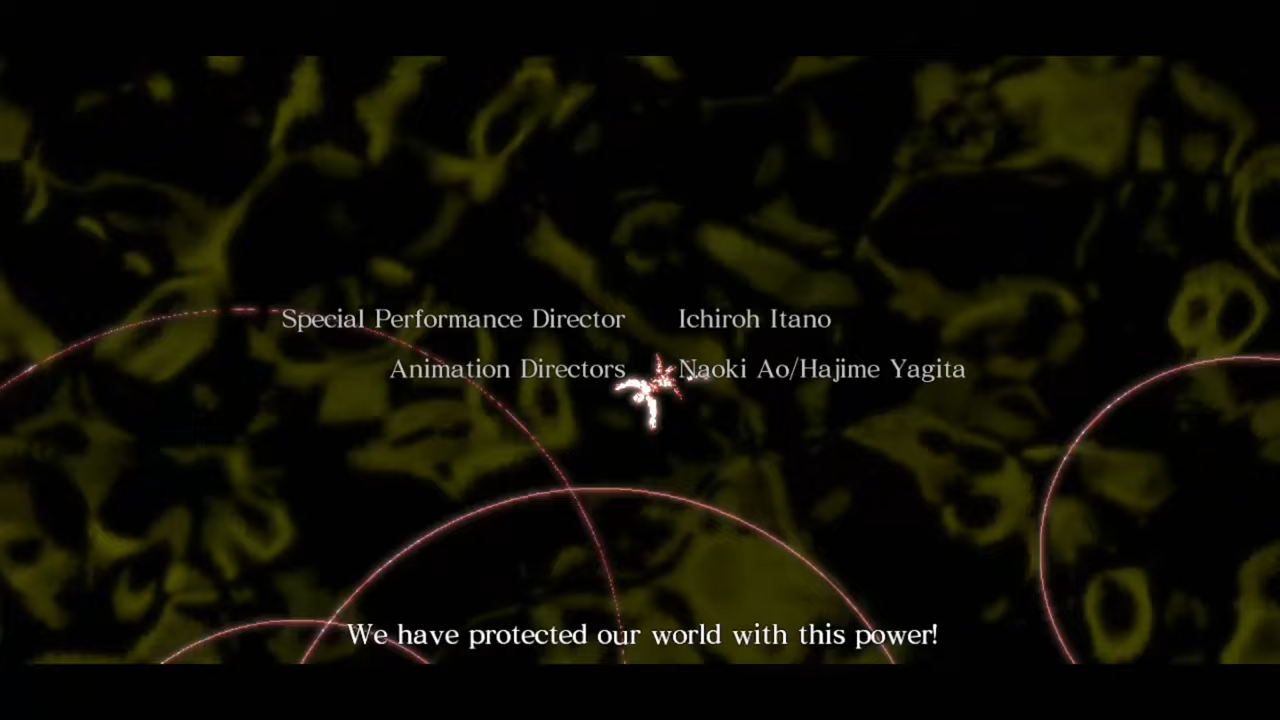 Special Performance Director Ichiroh Itano
Animation Directors Naoki Ao/Hajime Yagita
We have protected our world with this power!